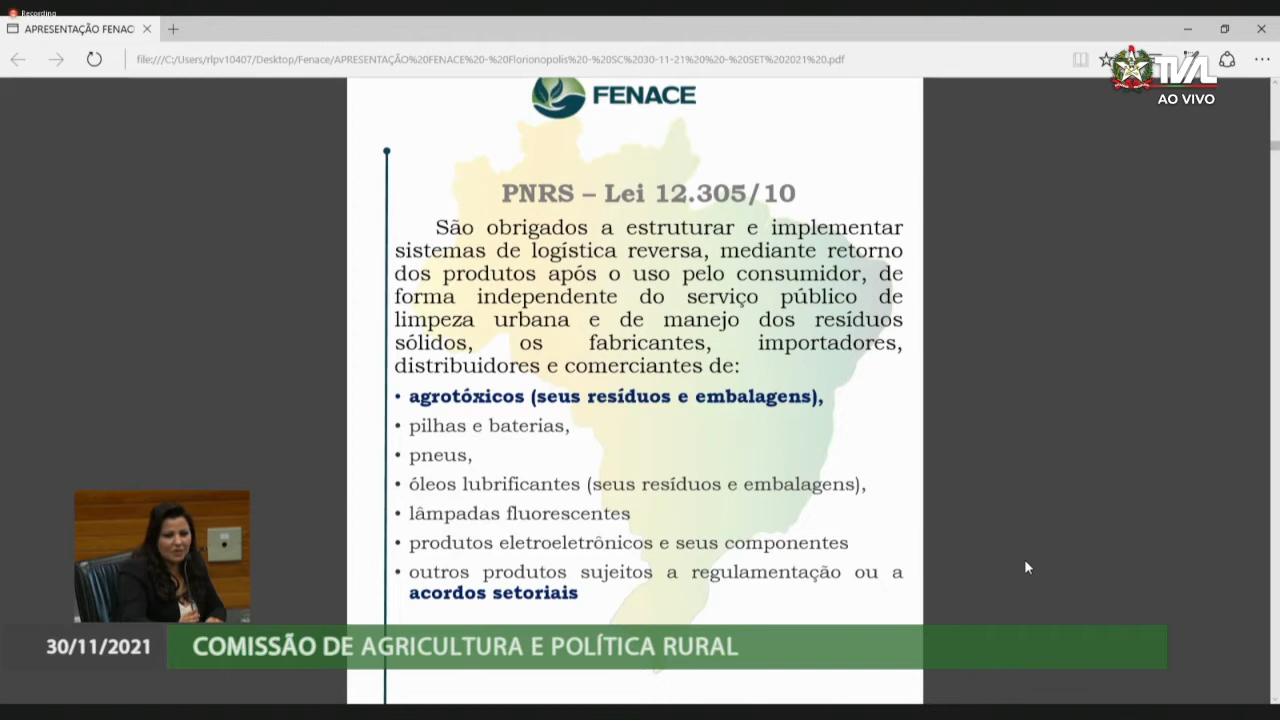 Recording
APRESENTAÇÃO FENAC
file:///C:/Users/rlpv10407/Desktop/Fenace/APRESENTAÇÃO%20FENACE%20-%20Florionopolis%20-%20SC%2030-11-21%20%20-%20SET%202021%20.pdf
TVAL
AO VIVO
FENACE
PNRS – Lei 12.305/10
São obrigados a estruturar e implementar
sistemas de logística reversa, mediante retorno
dos produtos após o uso pelo consumidor, de
forma independente do serviço público de
limpeza urbana e de manejo dos resíduos
sólidos, os fabricantes, importadores,
distribuidores e comerciantes de:
• agrotóxicos (seus resíduos e embalagens),
• pilhas e baterias,
• pneus,
• óleos lubrificantes (seus resíduos e embalagens),
• lâmpadas fluorescentes
• produtos eletroeletrônicos e seus componentes
• outros produtos sujeitos a regulamentação ou a
acordos setoriais
30/11/2021
COMISSÃO DE AGRICULTURA E POLÍTICA RURAL